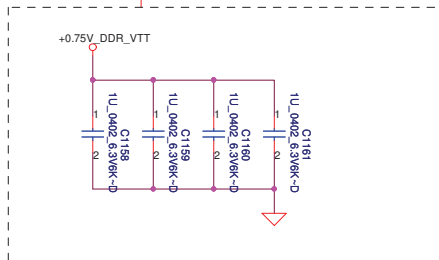 +0.75V_DDR_VTT
1
2
C1158
1U_0402_6.3V6K~D
1
2
C1159
1U_0402_6.3V6K~D
1
2
C1160
1U_0402_6.3V6K~D
1
2
C1161
1U_0402_6.3V6K~D